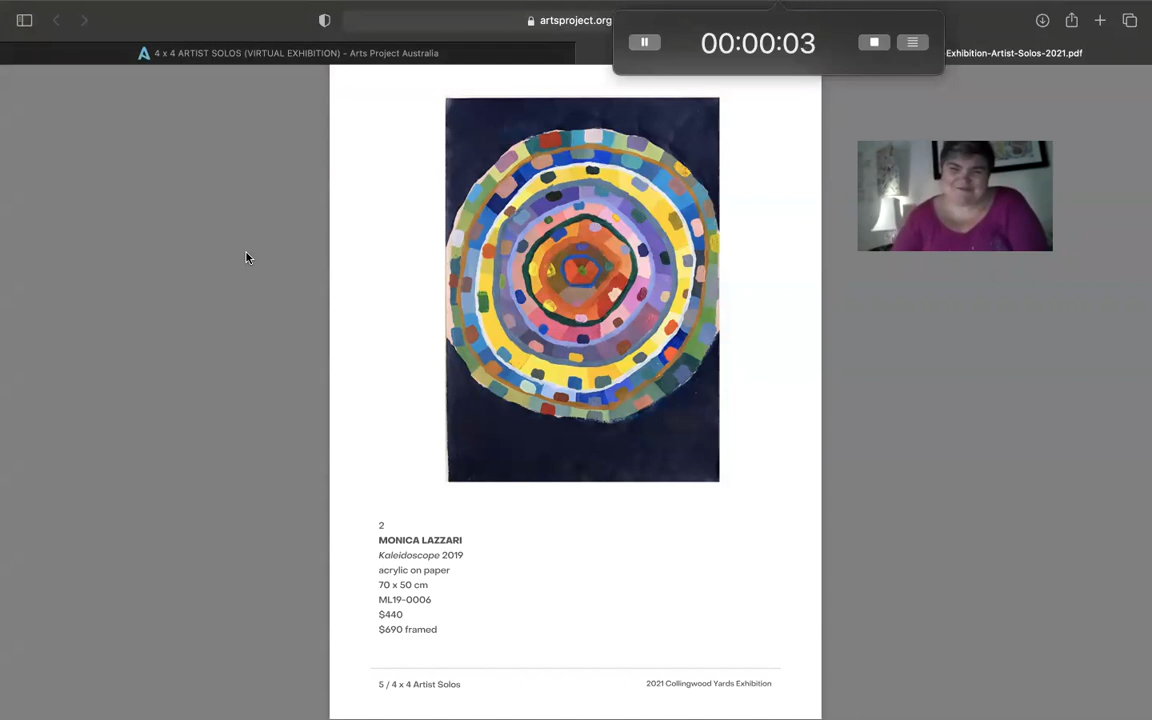 artsproject.org
00:00:03
4 x 4 ARTIST SOLOS (VIRTUAL EXHIBITION) – Arts Project Australia
Exhibition-Artist-Solos-2021.pdf
2
MONICA LAZZARI
Kaleidoscope 2019
acrylic on paper
70 x 50 cm
ML19-0006
$440
$690 framed
5 / 4 x 4 Artist Solos
2021 Collingwood Yards Exhibition